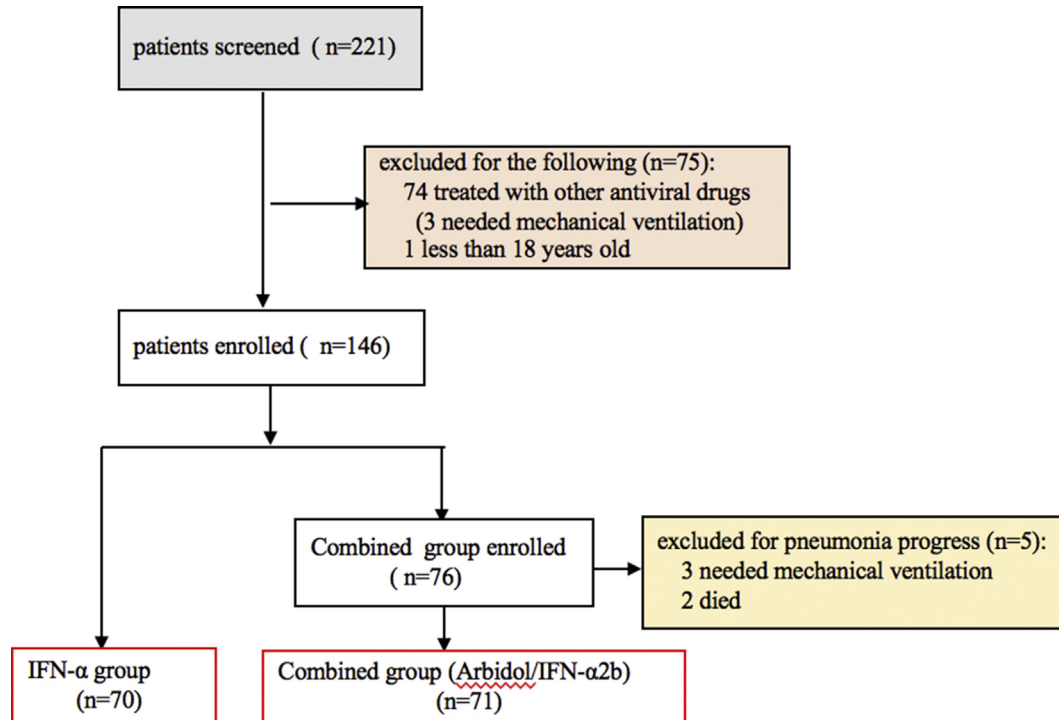 patients screened ( n=221)
excluded for the following (n=75):
74 treated with other antiviral drugs
(3 needed mechanical ventilation)
1 less than 18 years old
patients enrolled ( n=146)
Combined group enrolled
( n=76)
excluded for pneumonia progress (n=5):
3 needed mechanical ventilation
2 died
IFN-α group
(n=70)
Combined group (Arbidol/IFN-α2b)
(n=71)